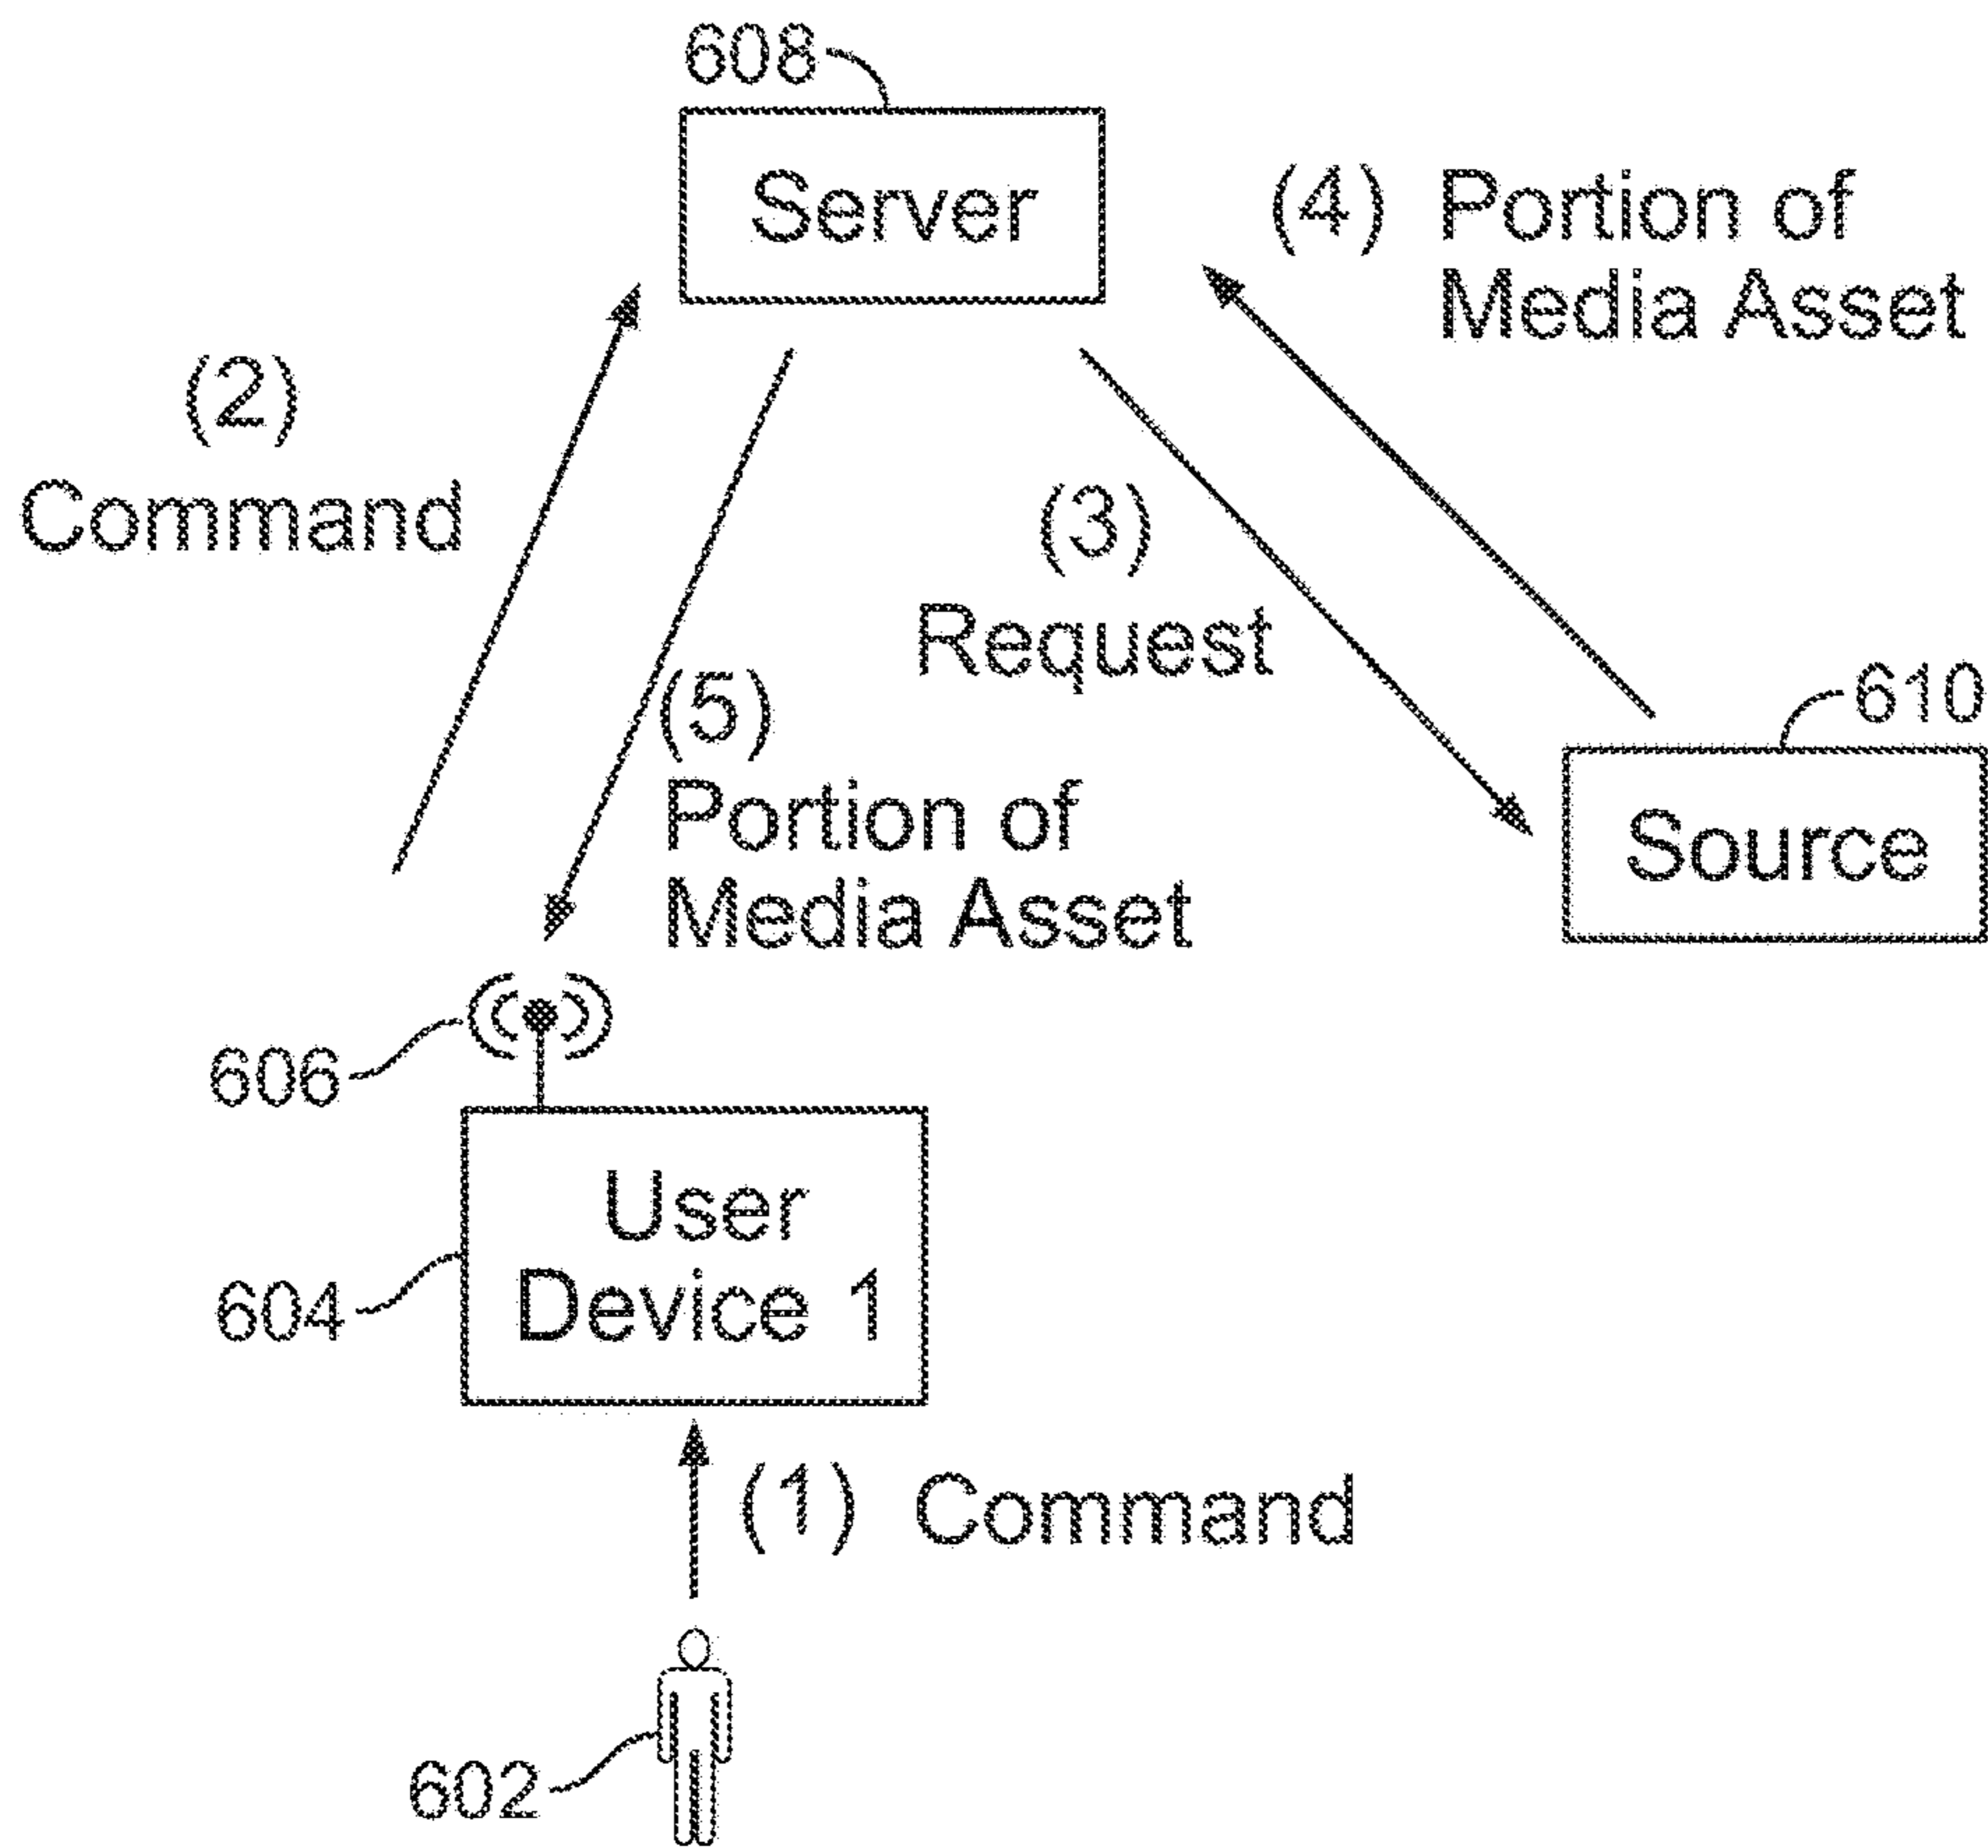 608
Server
(4) Portion of
Media Asset
(2)
Command
(3)
Request
(5)
Portion of
Media Asset
610
Source
606
User
Device 1
604
(1) Command
602